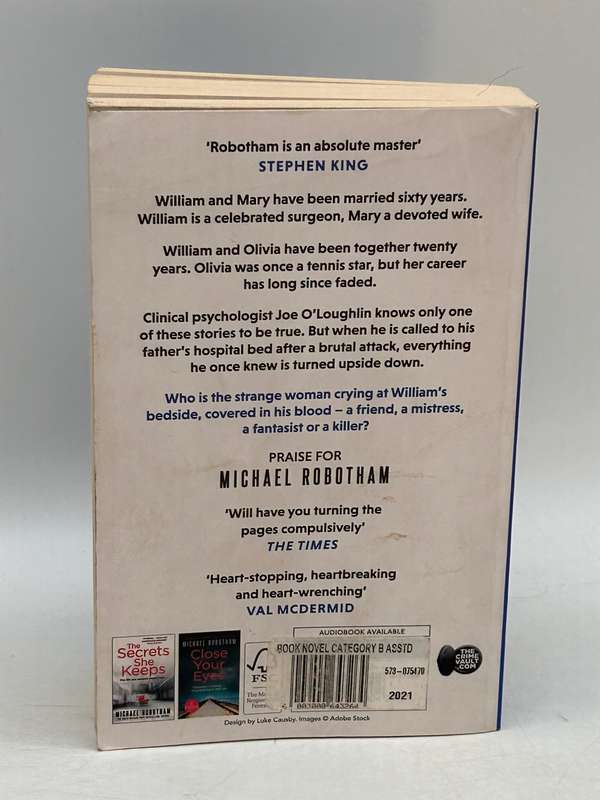 'Robotham is an absolute master'
STEPHEN KING
William and Mary have been married sixty years.
William is a celebrated surgeon, Mary a devoted wife.
William and Olivia have been together twenty
years. Olivia was once a tennis star, but her career
has long since faded.
Clinical psychologist Joe O'Loughlin knows only one
of these stories to be true. But when he is called to his
father's hospital bed after a brutal attack, everything
he once knew is turned upside down.
Who is the strange woman crying at William's
bedside, covered in his blood – a friend, a mistress,
a fantasist or a killer?
PRAISE FOR
MICHAEL ROBOTHAM
'Will have you turning the
pages compulsively'
THE TIMES
'Heart-stopping, heartbreaking
and heart-wrenching'
VAL MCDERMID
The
Secrets
She
Keeps
MICHAEL ROBOTHAM
MICHAEL ROBOTHAM
Close
Your
Eyes
FS
AUDIOBOOK AVAILABLE
BOOK NOVEL CATEGORY B ASSTD
573-075470
2021
THE
CRIME
VAULT
.COM
Design by Luke Causby. Images © Adobe Stock